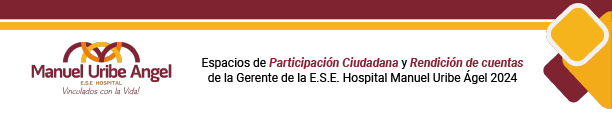 Manuel Uribe Angel
E.S.E HOSPITAL
Vinculados con la Vida!
Espacios de Participación Ciudadana y Rendición de cuentas
de la Gerente de la E.S.E. Hospital Manuel Uribe Ágel 2024